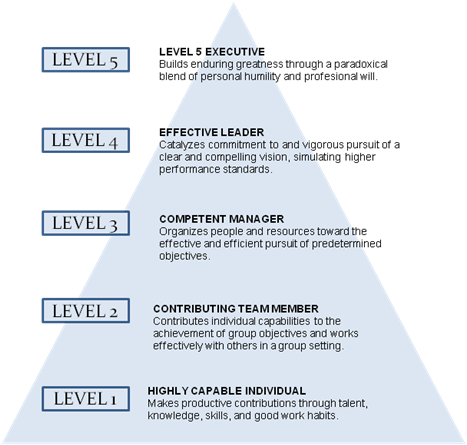 LEVEL 5
LEVEL 5 EXECUTIVE
Builds enduring greatness through a paradoxical
blend of personal humility and profesional will.
LEVEL 4
EFFECTIVE LEADER
Catalyzes commitment to and vigorous pursuit of a
clear and compelling vision, simulating higher
performance standards.
LEVEL 3
COMPETENT MANAGER
Organizes people and resources toward the
effective and efficient pursuit of predetermined
objectives.
LEVEL 2
CONTRIBUTING TEAM MEMBER
Contributes individual capabilities to the
achievement of group objectives and works
effectively with others in a group setting.
LEVEL 1
HIGHLY CAPABLE INDIVIDUAL
Makes productive contributions through talent,
knowledge, skills, and good work habits.